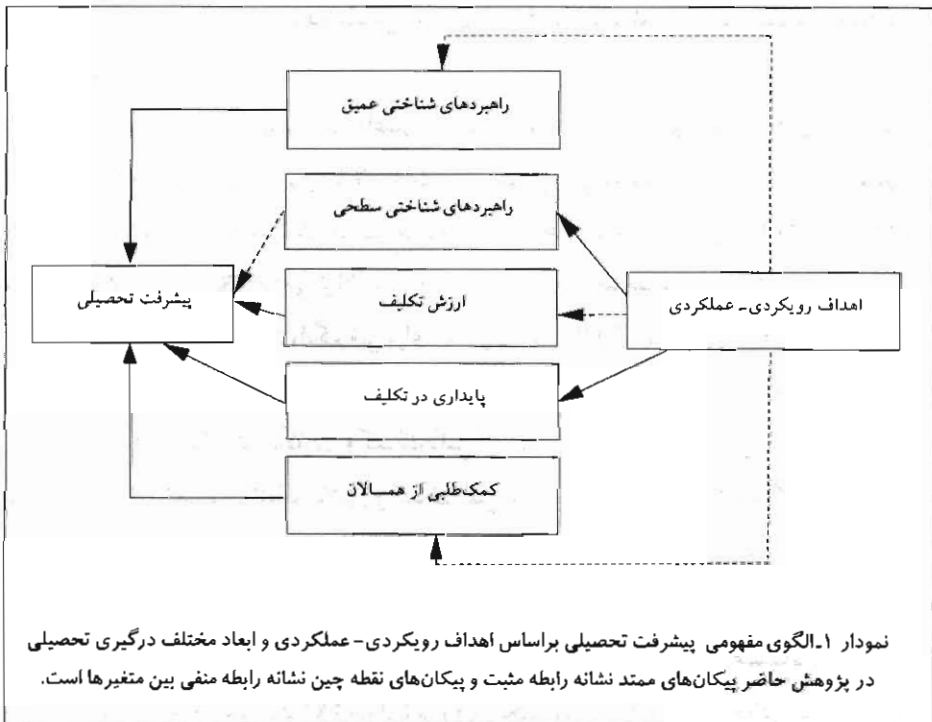 راهبردهای شناختی عمیق
راهبردهای شناختی سطحی
پیشرفت تحصیلی
ارزش تکلیف
اهداف رویکردی - عملکردی
پایداری در تکلیف
کمک‌طلبی از همسالان
نمودار ۱ـ الگوی مفهومی پیشرفت تحصیلی براساس اهداف رویکردی- عملکردی و ابعاد مختلف درگیری تحصیلی
در پژوهش حاضر پیکان‌های ممتد نشانه رابطه مثبت و پیکان‌های نقطه چین نشانه رابطه منفی بین متغیرها است.